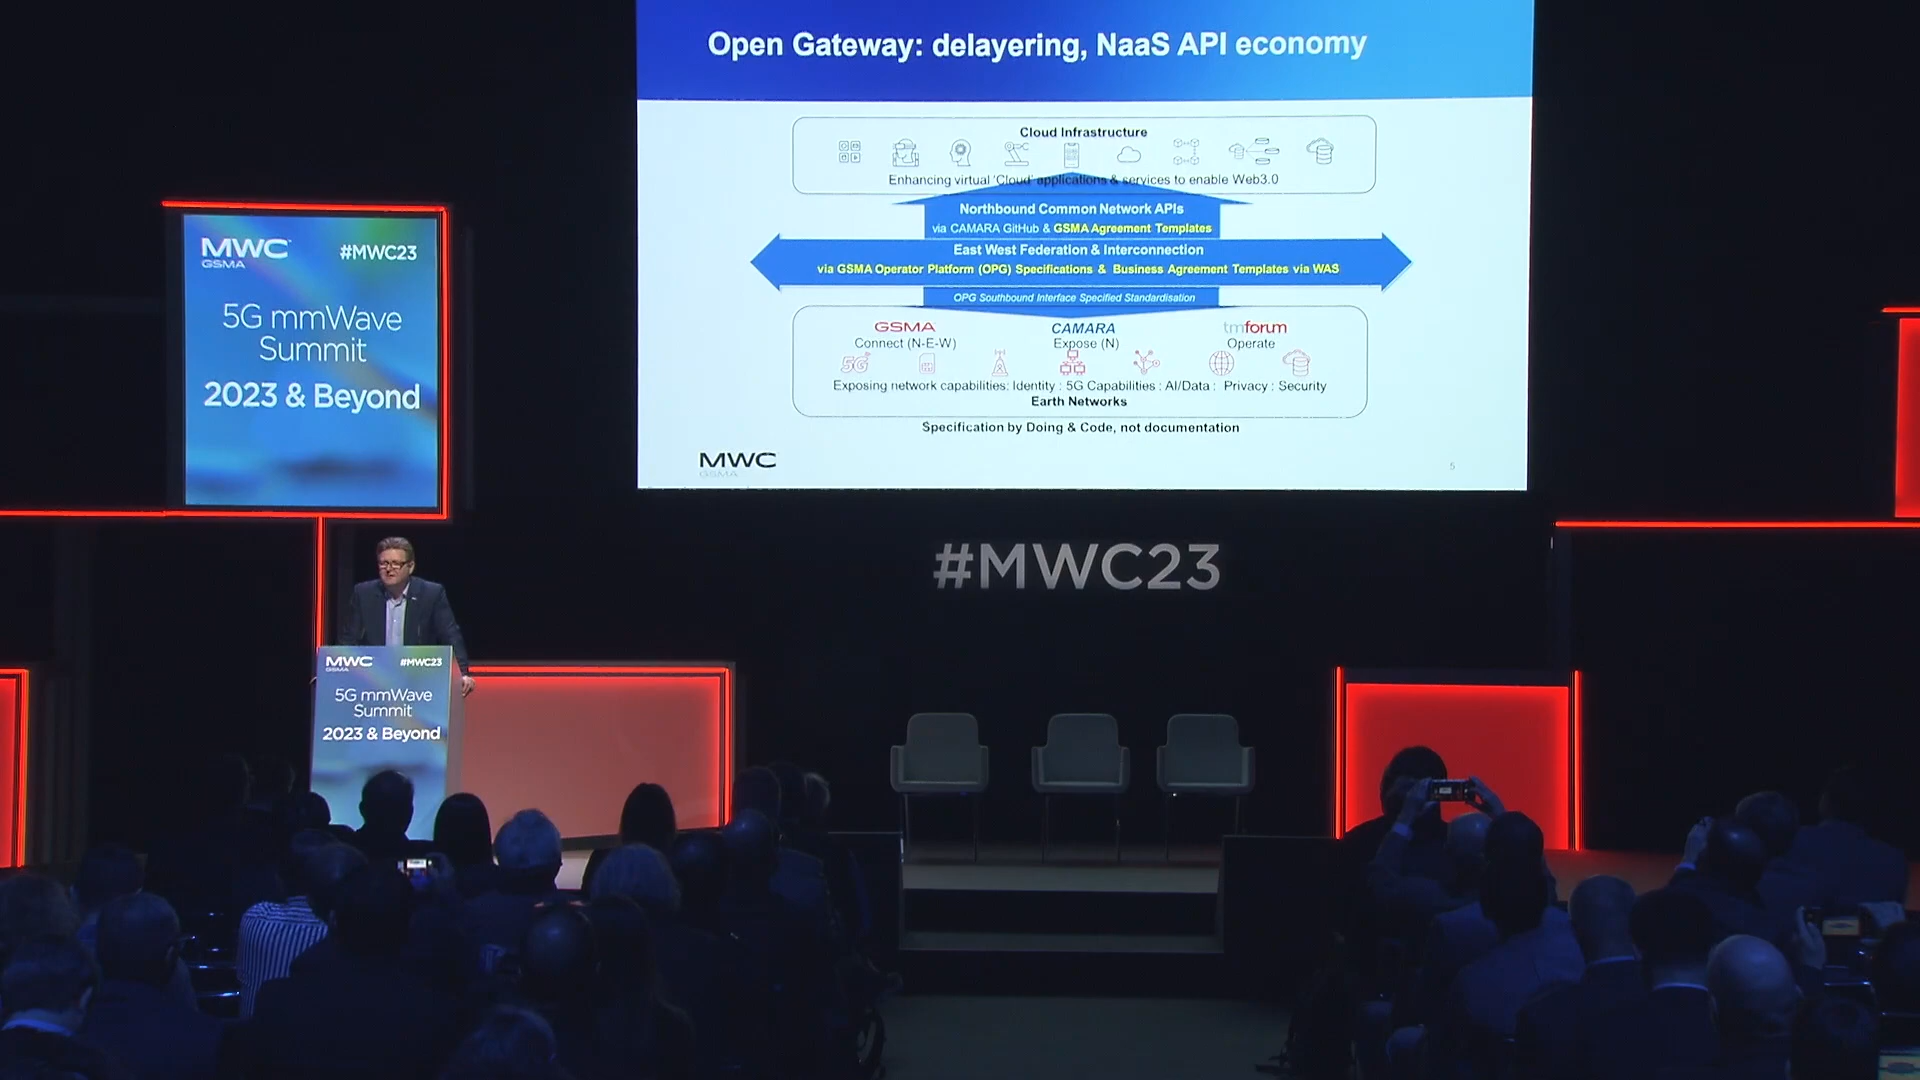 Open Gateway: delayering, NaaS API economy
Cloud Infrastructure
Enhancing virtual 'Cloud' applications & services to enable Web3.0
Northbound Common Network APIs
via CAMARA GitHub & GSMA Agreement Templates
East West Federation & Interconnection
via GSMA Operator Platform (OPG) Specifications & Business Agreement Templates via WAS
OPG Southbound Interface Specified Standardisation
GSMA CAMARA tmforum
Connect (N-E-W) Expose (N) Operate
5G
Exposing network capabilities: Identity : 5G Capabilities : AI/Data : Privacy : Security
Earth Networks
Specification by Doing & Code, not documentation
MWC
GSMA
5
MWC #MWC23
GSMA
5G mmWave
Summit
2023 & Beyond
#MWC23
MWC #MWC23
GSMA
5G mmWave
Summit
2023 & Beyond